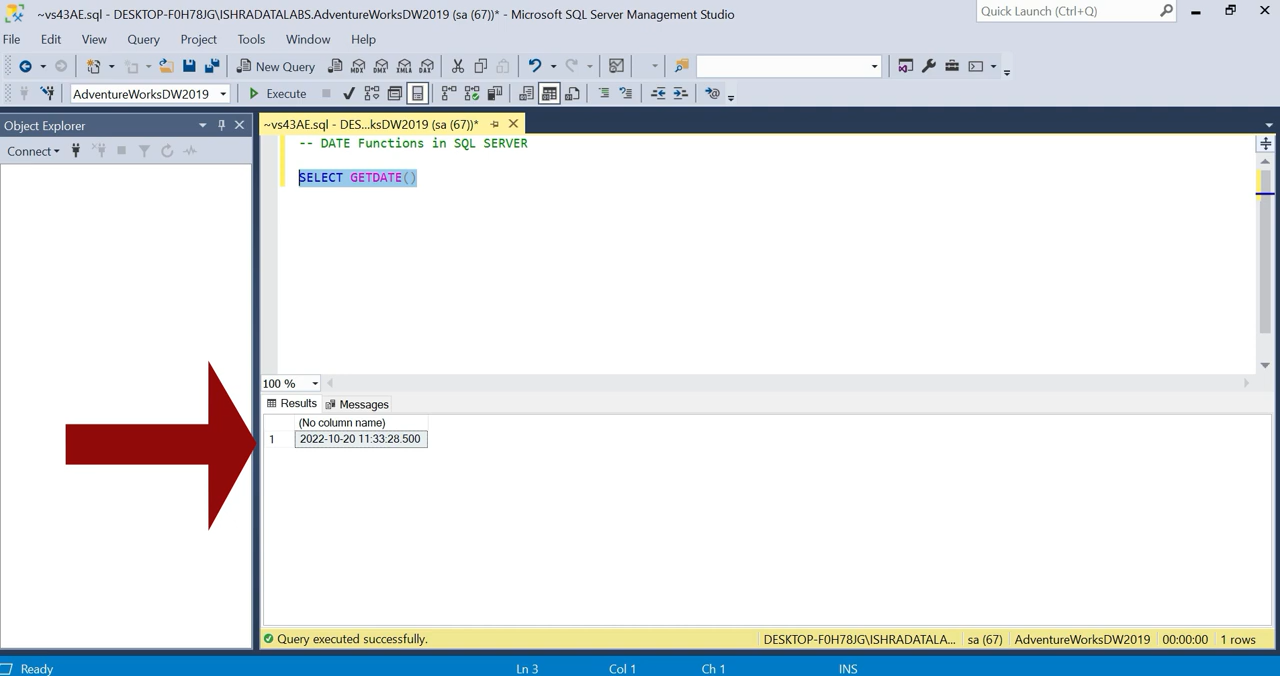 ~vs43AE.sql - DESKTOP-F0H78JG\ISHRADATALABS.AdventureWorksDW2019 (sa (67))* - Microsoft SQL Server Management Studio
Quick Launch (Ctrl+Q)
File Edit View Query Project Tools Window Help
New Query MDX DMX XMLA DAX
AdventureWorksDW2019 Execute
Object Explorer
~vs43AE.sql - DES...ksDW2019 (sa (67))*
Connect
-- DATE Functions in SQL SERVER
SELECT GETDATE()
100 %
Results Messages
(No column name)
1 2022-10-20 11:33:28.500
Query executed successfully. DESKTOP-F0H78JG\ISHRADATALA... sa (67) AdventureWorksDW2019 00:00:00 1 rows
Ready Ln 3 Col 1 Ch 1 INS